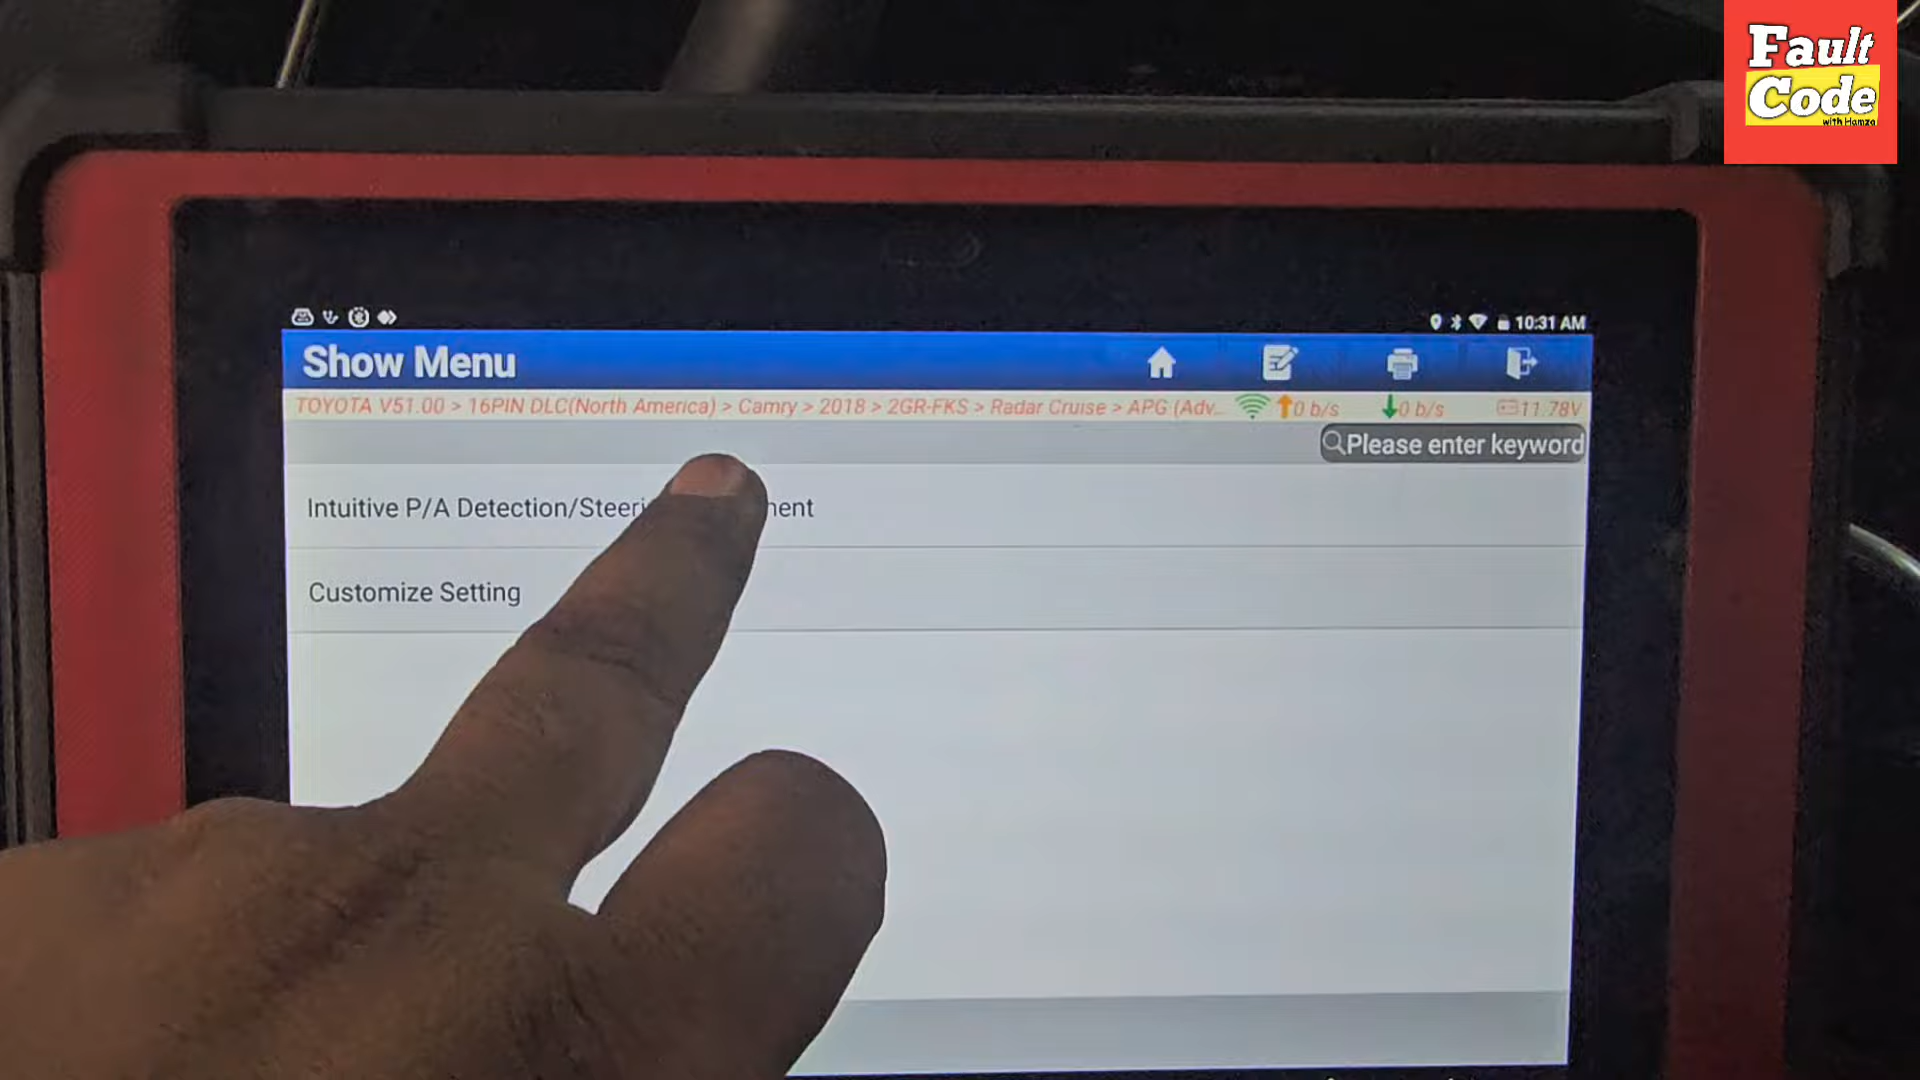 Fault
Code
with Hamza
10:31 AM
Show Menu
TOYOTA V51.00 > 16PIN DLC(North America) > Camry > 2018 > 2GR-FKS > Radar Cruise > APG (Adv... 0 b/s 0 b/s 11.78V
Please enter keyword
Intuitive P/A Detection/Steeri nent
Customize Setting